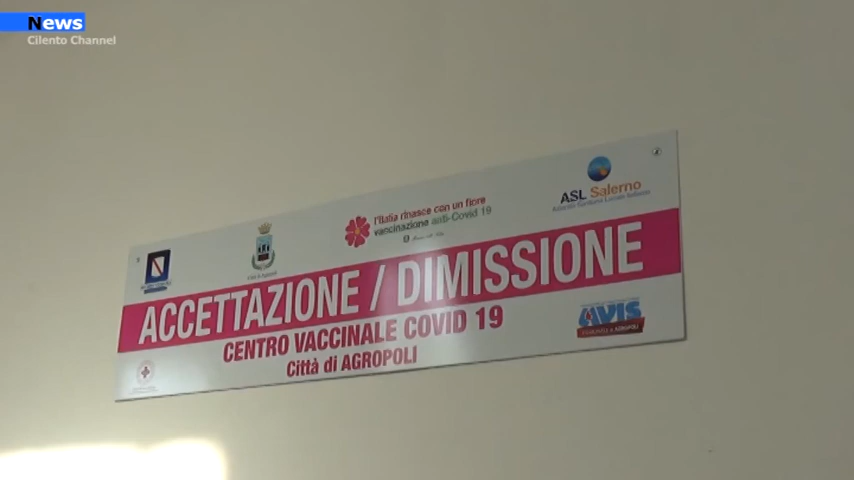 News
Cilento Channel
l'Italia rinasce con un fiore
vaccinazione anti-Covid 19
ASL Salerno
ACCETTAZIONE / DIMISSIONE
CENTRO VACCINALE COVID 19
Città di AGROPOLI
AVIS